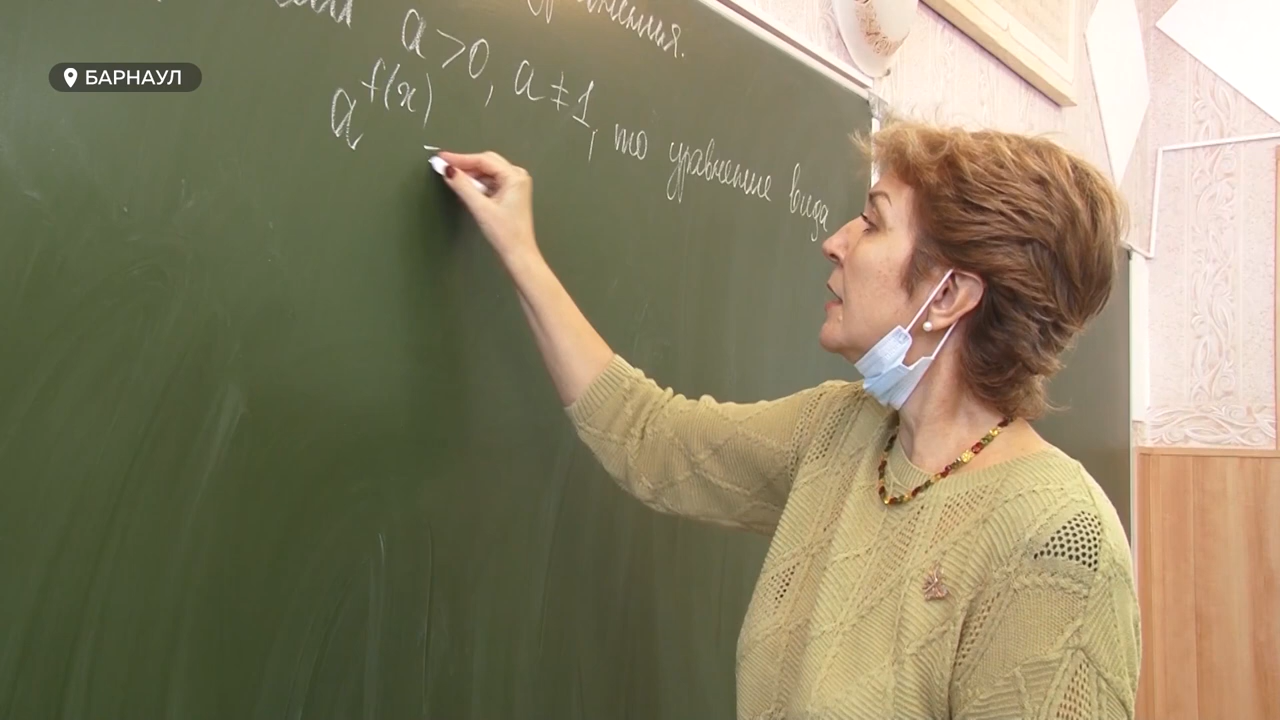 БАРНАУЛ
a > 0, a ≠ 1, то уравнение вида
a^f(x)